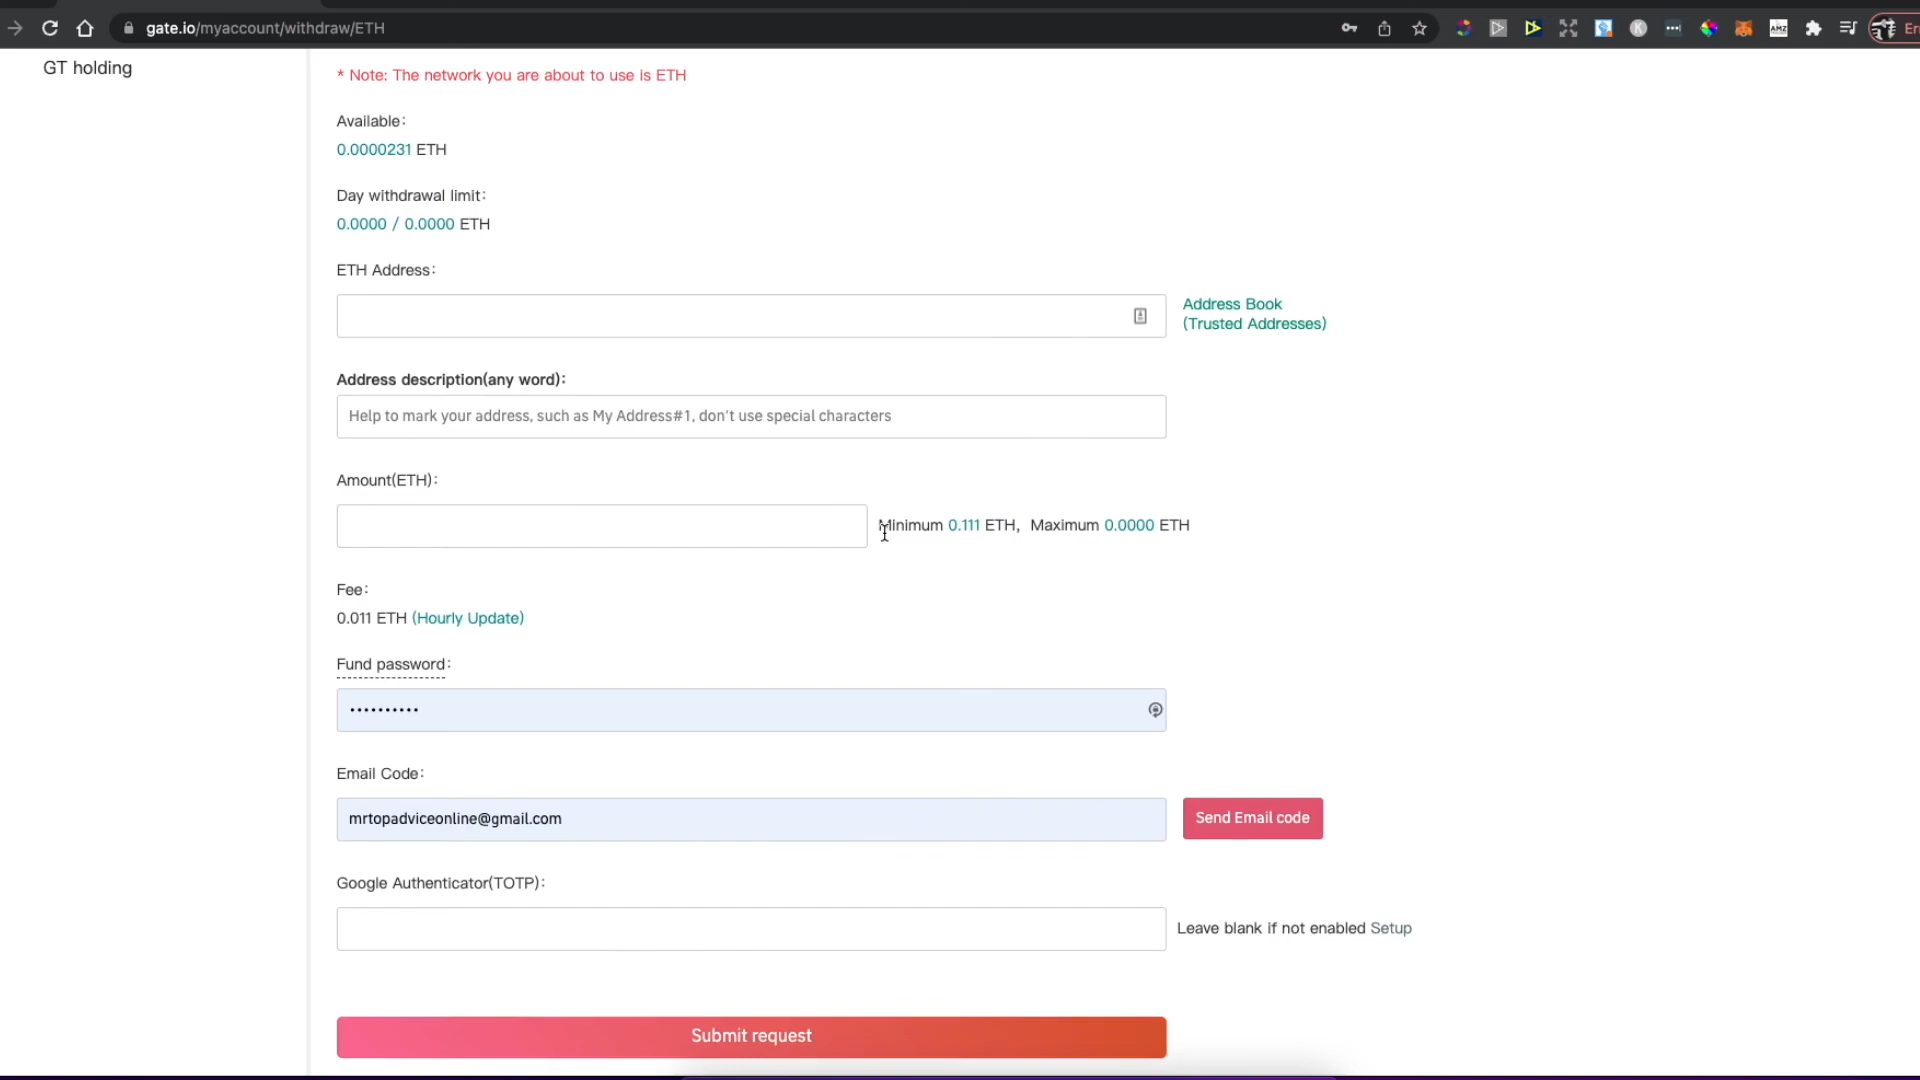 gate.io/myaccount/withdraw/ETH
AMZ
K
GT holding
* Note: The network you are about to use is ETH
Available:
0.0000231 ETH
Day withdrawal limit:
0.0000 / 0.0000 ETH
ETH Address:
Address Book
(Trusted Addresses)
Address description(any word):
Help to mark your address, such as My Address#1, don't use special characters
Amount(ETH):
Minimum 0.111 ETH, Maximum 0.0000 ETH
Fee:
0.011 ETH (Hourly Update)
Fund password:
••••••••••
Email Code:
mrtopadviceonline@gmail.com
Send Email code
Google Authenticator(TOTP):
Leave blank if not enabled Setup
Submit request